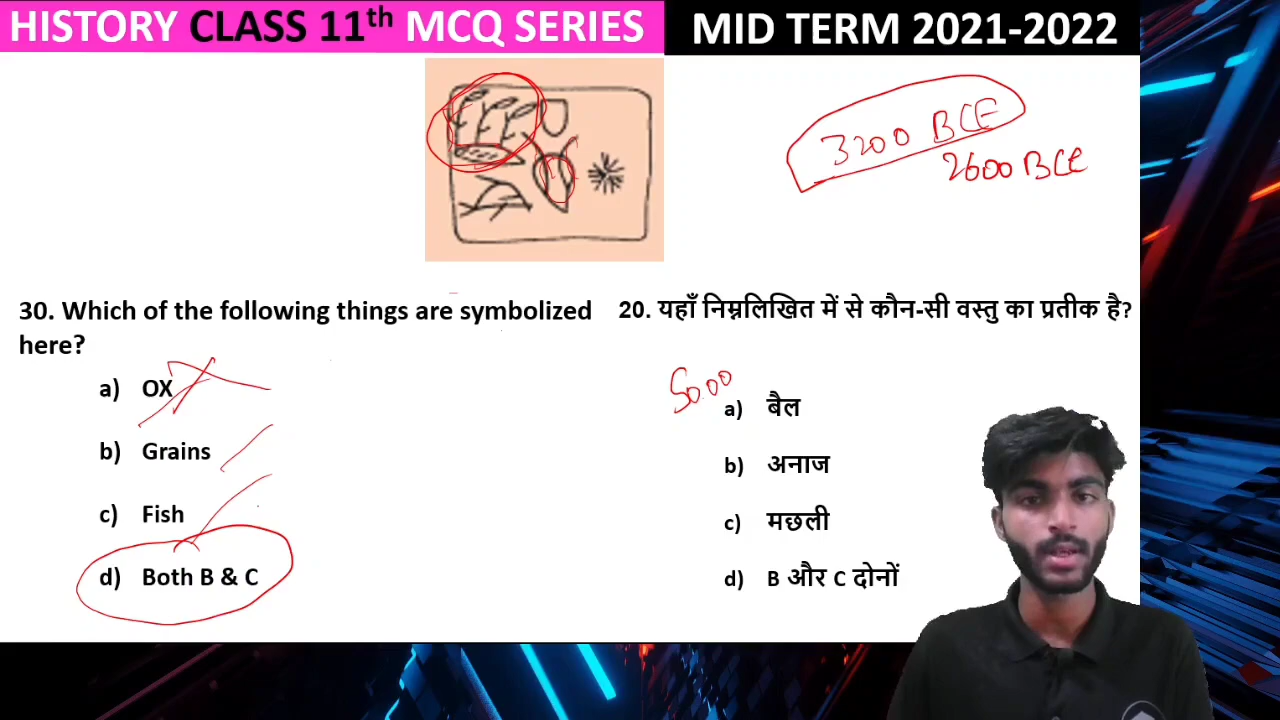 HISTORY CLASS 11th MCQ SERIES
MID TERM 2021-2022
3200 BCE
2600 BCE
30. Which of the following things are symbolized
here?
a) OX
b) Grains
c) Fish
d) Both B & C
20. यहाँ निम्नलिखित में से कौन-सी वस्तु का प्रतीक है?
5000
a) बैल
b) अनाज
c) मछली
d) B और C दोनों